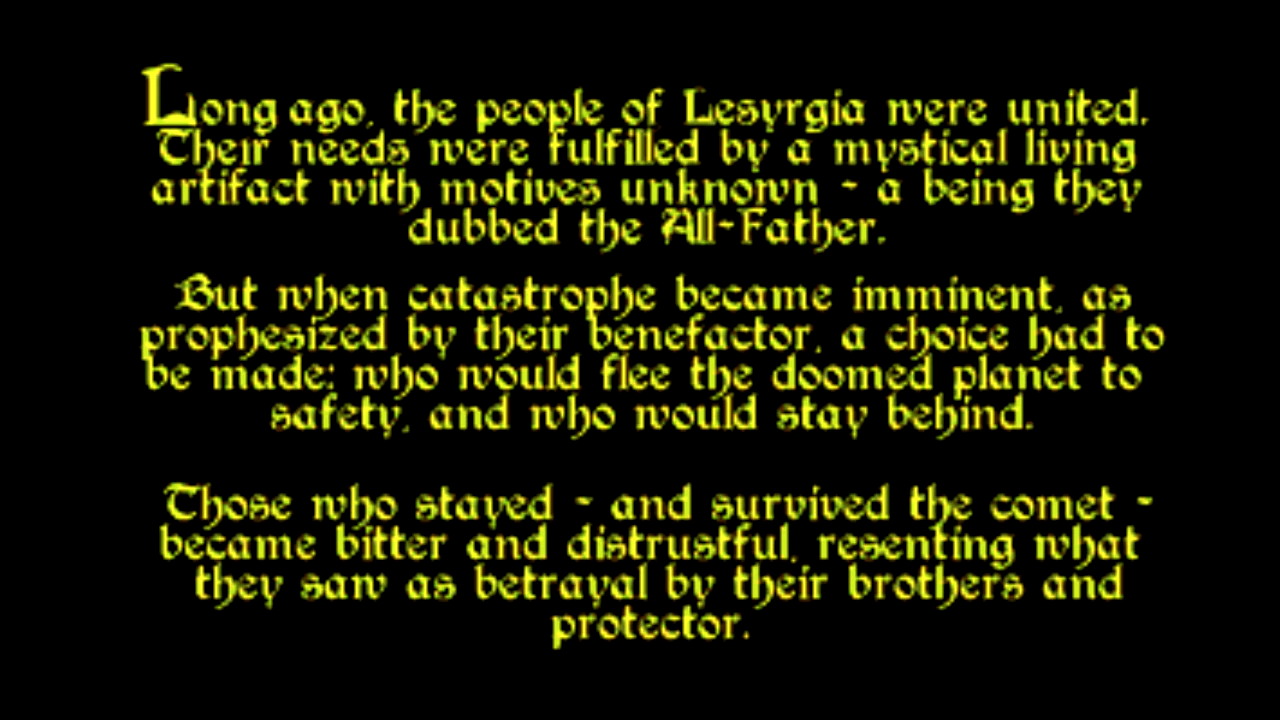 Long ago, the people of Lesyrgia were united.
Their needs were fulfilled by a mystical living
artifact with motives unknown - a being they
dubbed the All-Father.
But when catastrophe became imminent, as
prophesized by their benefactor, a choice had to
be made: who would flee the doomed planet to
safety, and who would stay behind.
Those who stayed - and survived the comet -
became bitter and distrustful, resenting what
they saw as betrayal by their brothers and
protector.